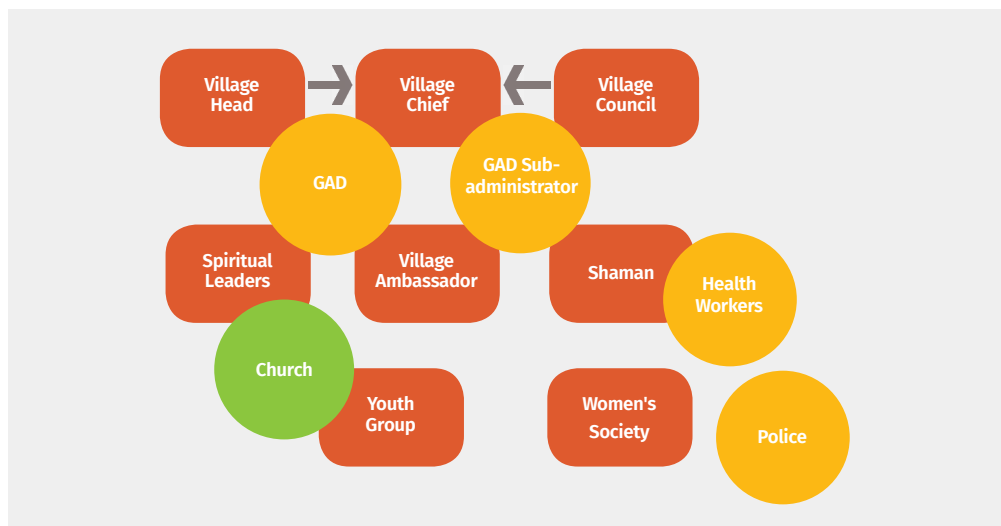 Village
Head
Village
Chief
Village
Council
GAD
GAD Sub-
administrator
Spiritual
Leaders
Village
Ambassador
Shaman
Health
Workers
Church
Youth
Group
Women's
Society
Police